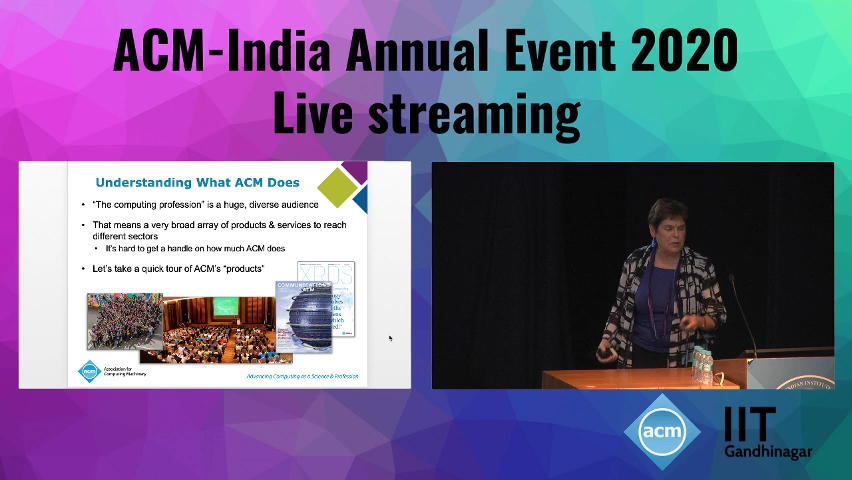 ACM-India Annual Event 2020
Live streaming
Understanding What ACM Does
• "The computing profession" is a huge, diverse audience
• That means a very broad array of products & services to reach
different sectors
• It's hard to get a handle on how much ACM does
• Let's take a quick tour of ACM's "products"
XRDS
COMMUNICATIONS
ACM
acm
Association for
Computing Machinery
Advancing Computing as a Science & Profession
acm
IIT
Gandhinagar